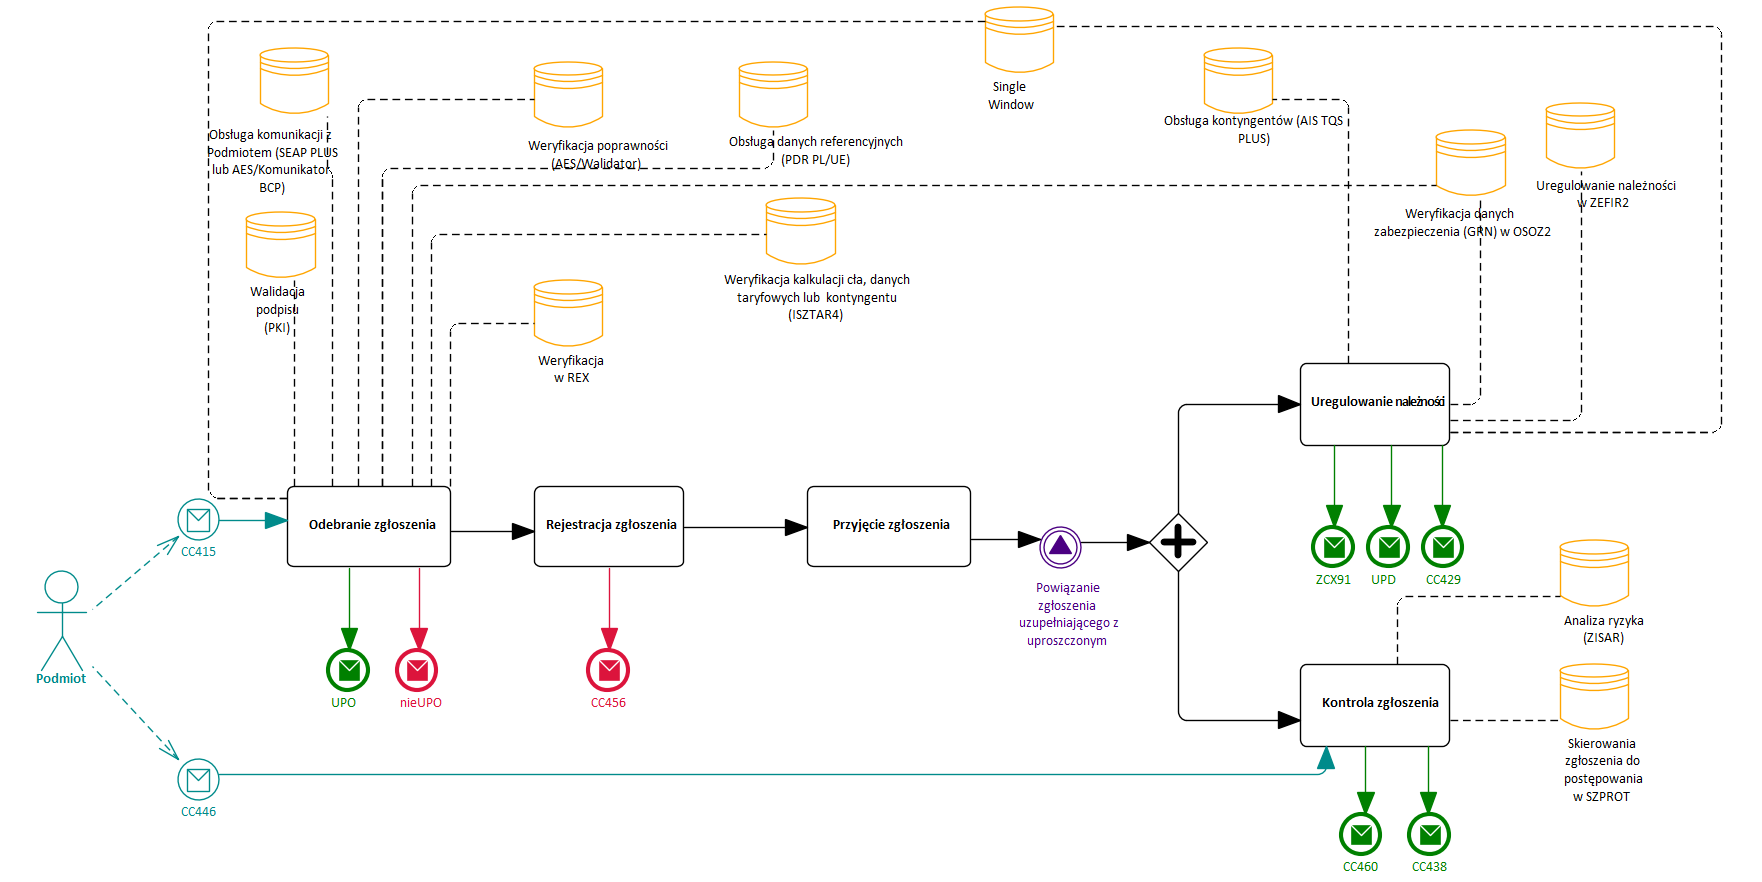 Single
Window
Obsługa komunikacji z
Podmiotem (SEAP PLUS
lub AES/Komunikator
BCP)
Weryfikacja poprawności
(AES/Walidator)
Obsługa danych referencyjnych
(PDR PL/UE)
Obsługa kontyngentów (AIS TQS
PLUS)
Uregulowanie należności
w ZEFIR2
Weryfikacja danych
zabezpieczenia (GRN) w OSOZ2
Walidacja
podpisu
(PKI)
Weryfikacja kalkulacji cła, danych
taryfowych lub kontyngentu
(ISZTAR4)
Weryfikacja
w REX
Uregulowanie należności
CC415
Odebranie zgłoszenia
Rejestracja zgłoszenia
Przyjęcie zgłoszenia
Powiązanie
zgłoszenia
uzupełniającego z
uproszczonym
ZCX91
UPD
CC429
Analiza ryzyka
(ZISAR)
Podmiot
UPO
nieUPO
CC456
Kontrola zgłoszenia
Skierowania
zgłoszenia do
postępowania
w SZPROT
CC446
CC460
CC438